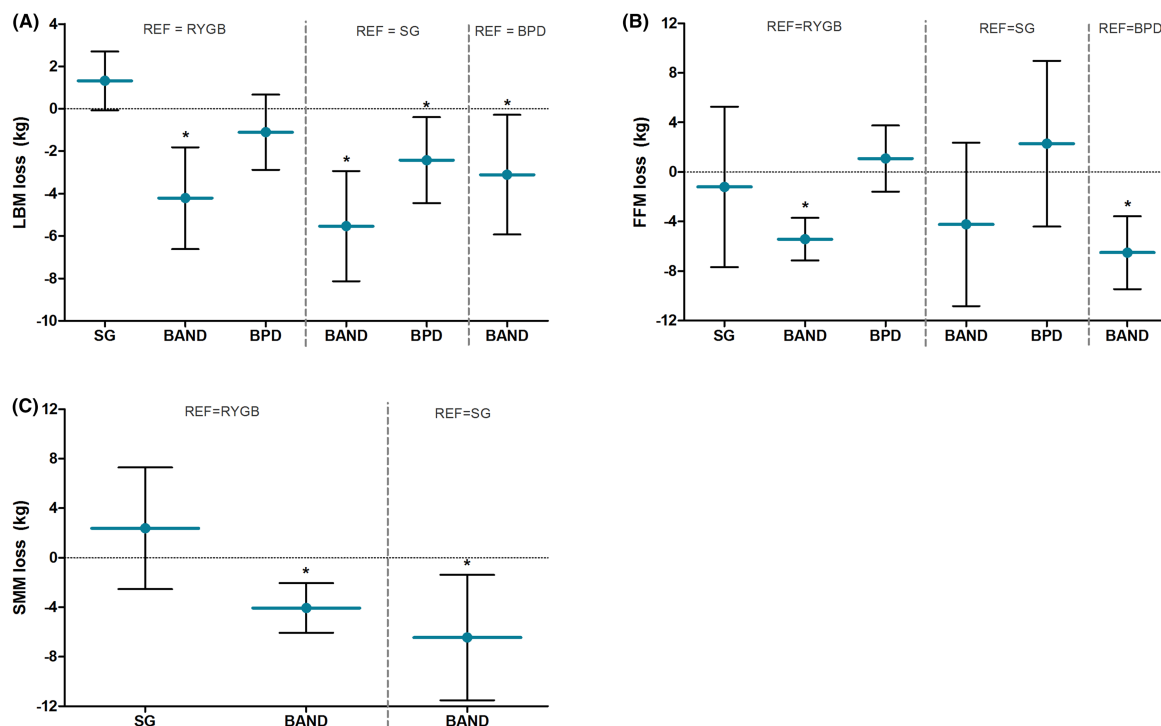 (A)
REF = RYGB
REF = SG
REF = BPD
LBM loss (kg)
4
2
0
-2
-4
-6
-8
-10
*
*
*
*
SG
BAND
BPD
BAND
BPD
BAND
(B)
REF=RYGB
REF=SG
REF=BPD
FFM loss (kg)
12
8
4
0
-4
-8
-12
*
*
SG
BAND
BPD
BAND
BPD
BAND
(C)
REF=RYGB
REF=SG
SMM loss (kg)
12
8
4
0
-4
-8
-12
*
*
SG
BAND
BAND